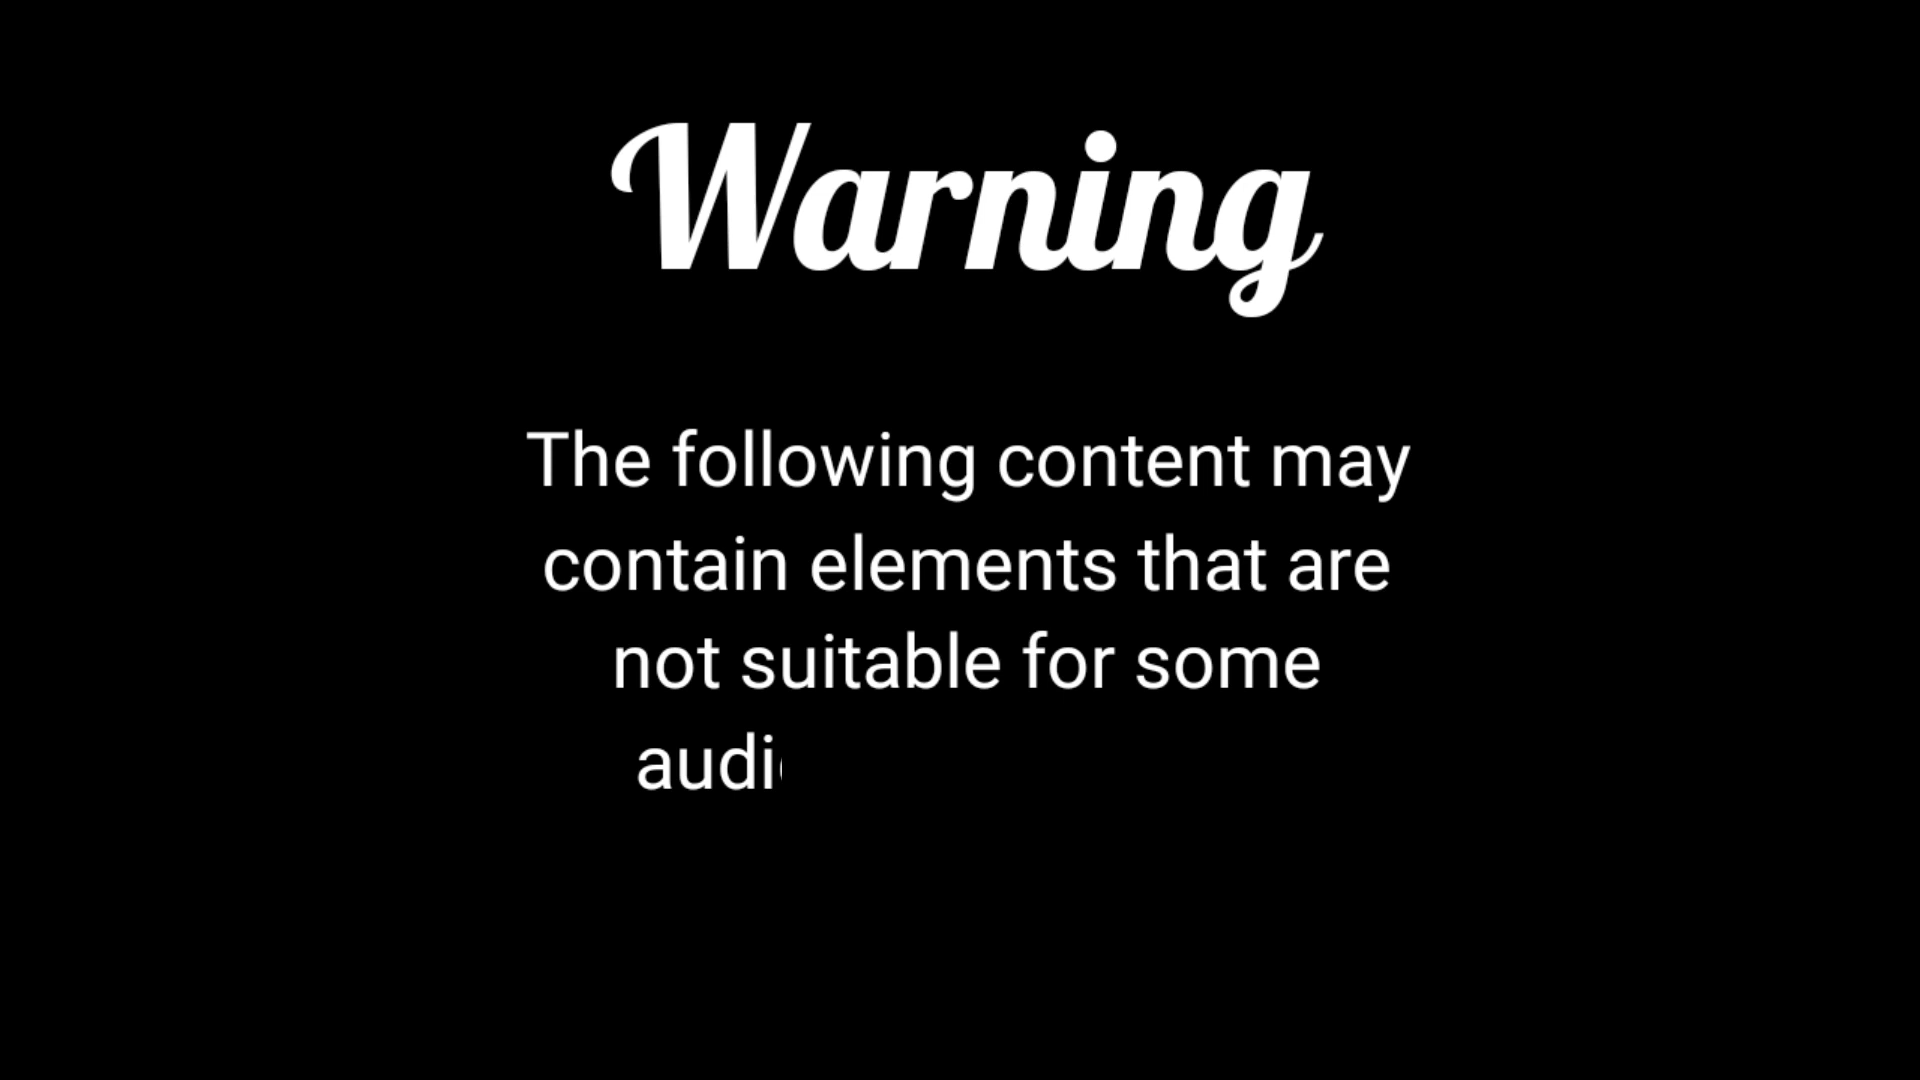 Warning
The following content may
contain elements that are
not suitable for some
audi